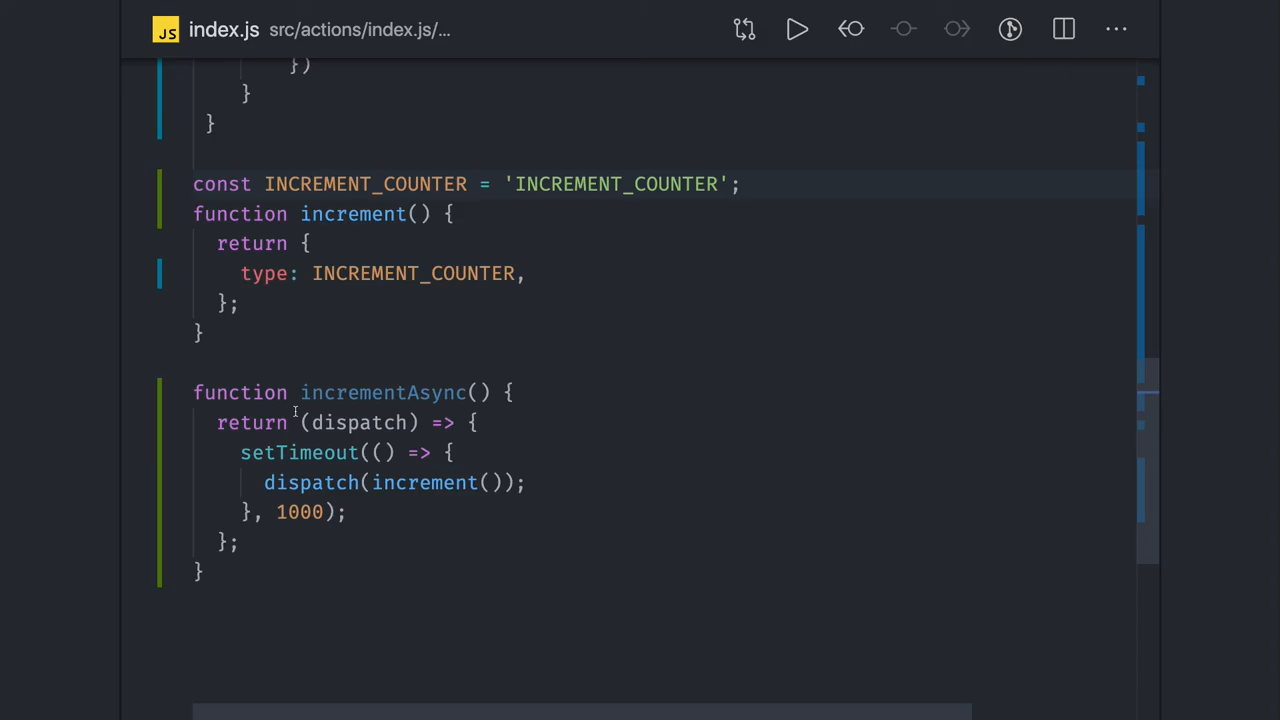 JS index.js src/actions/index.js/...
})
}
}
const INCREMENT_COUNTER = 'INCREMENT_COUNTER';
function increment() {
return {
type: INCREMENT_COUNTER,
};
}
function incrementAsync() {
return (dispatch) => {
setTimeout(() => {
dispatch(increment());
}, 1000);
};
}